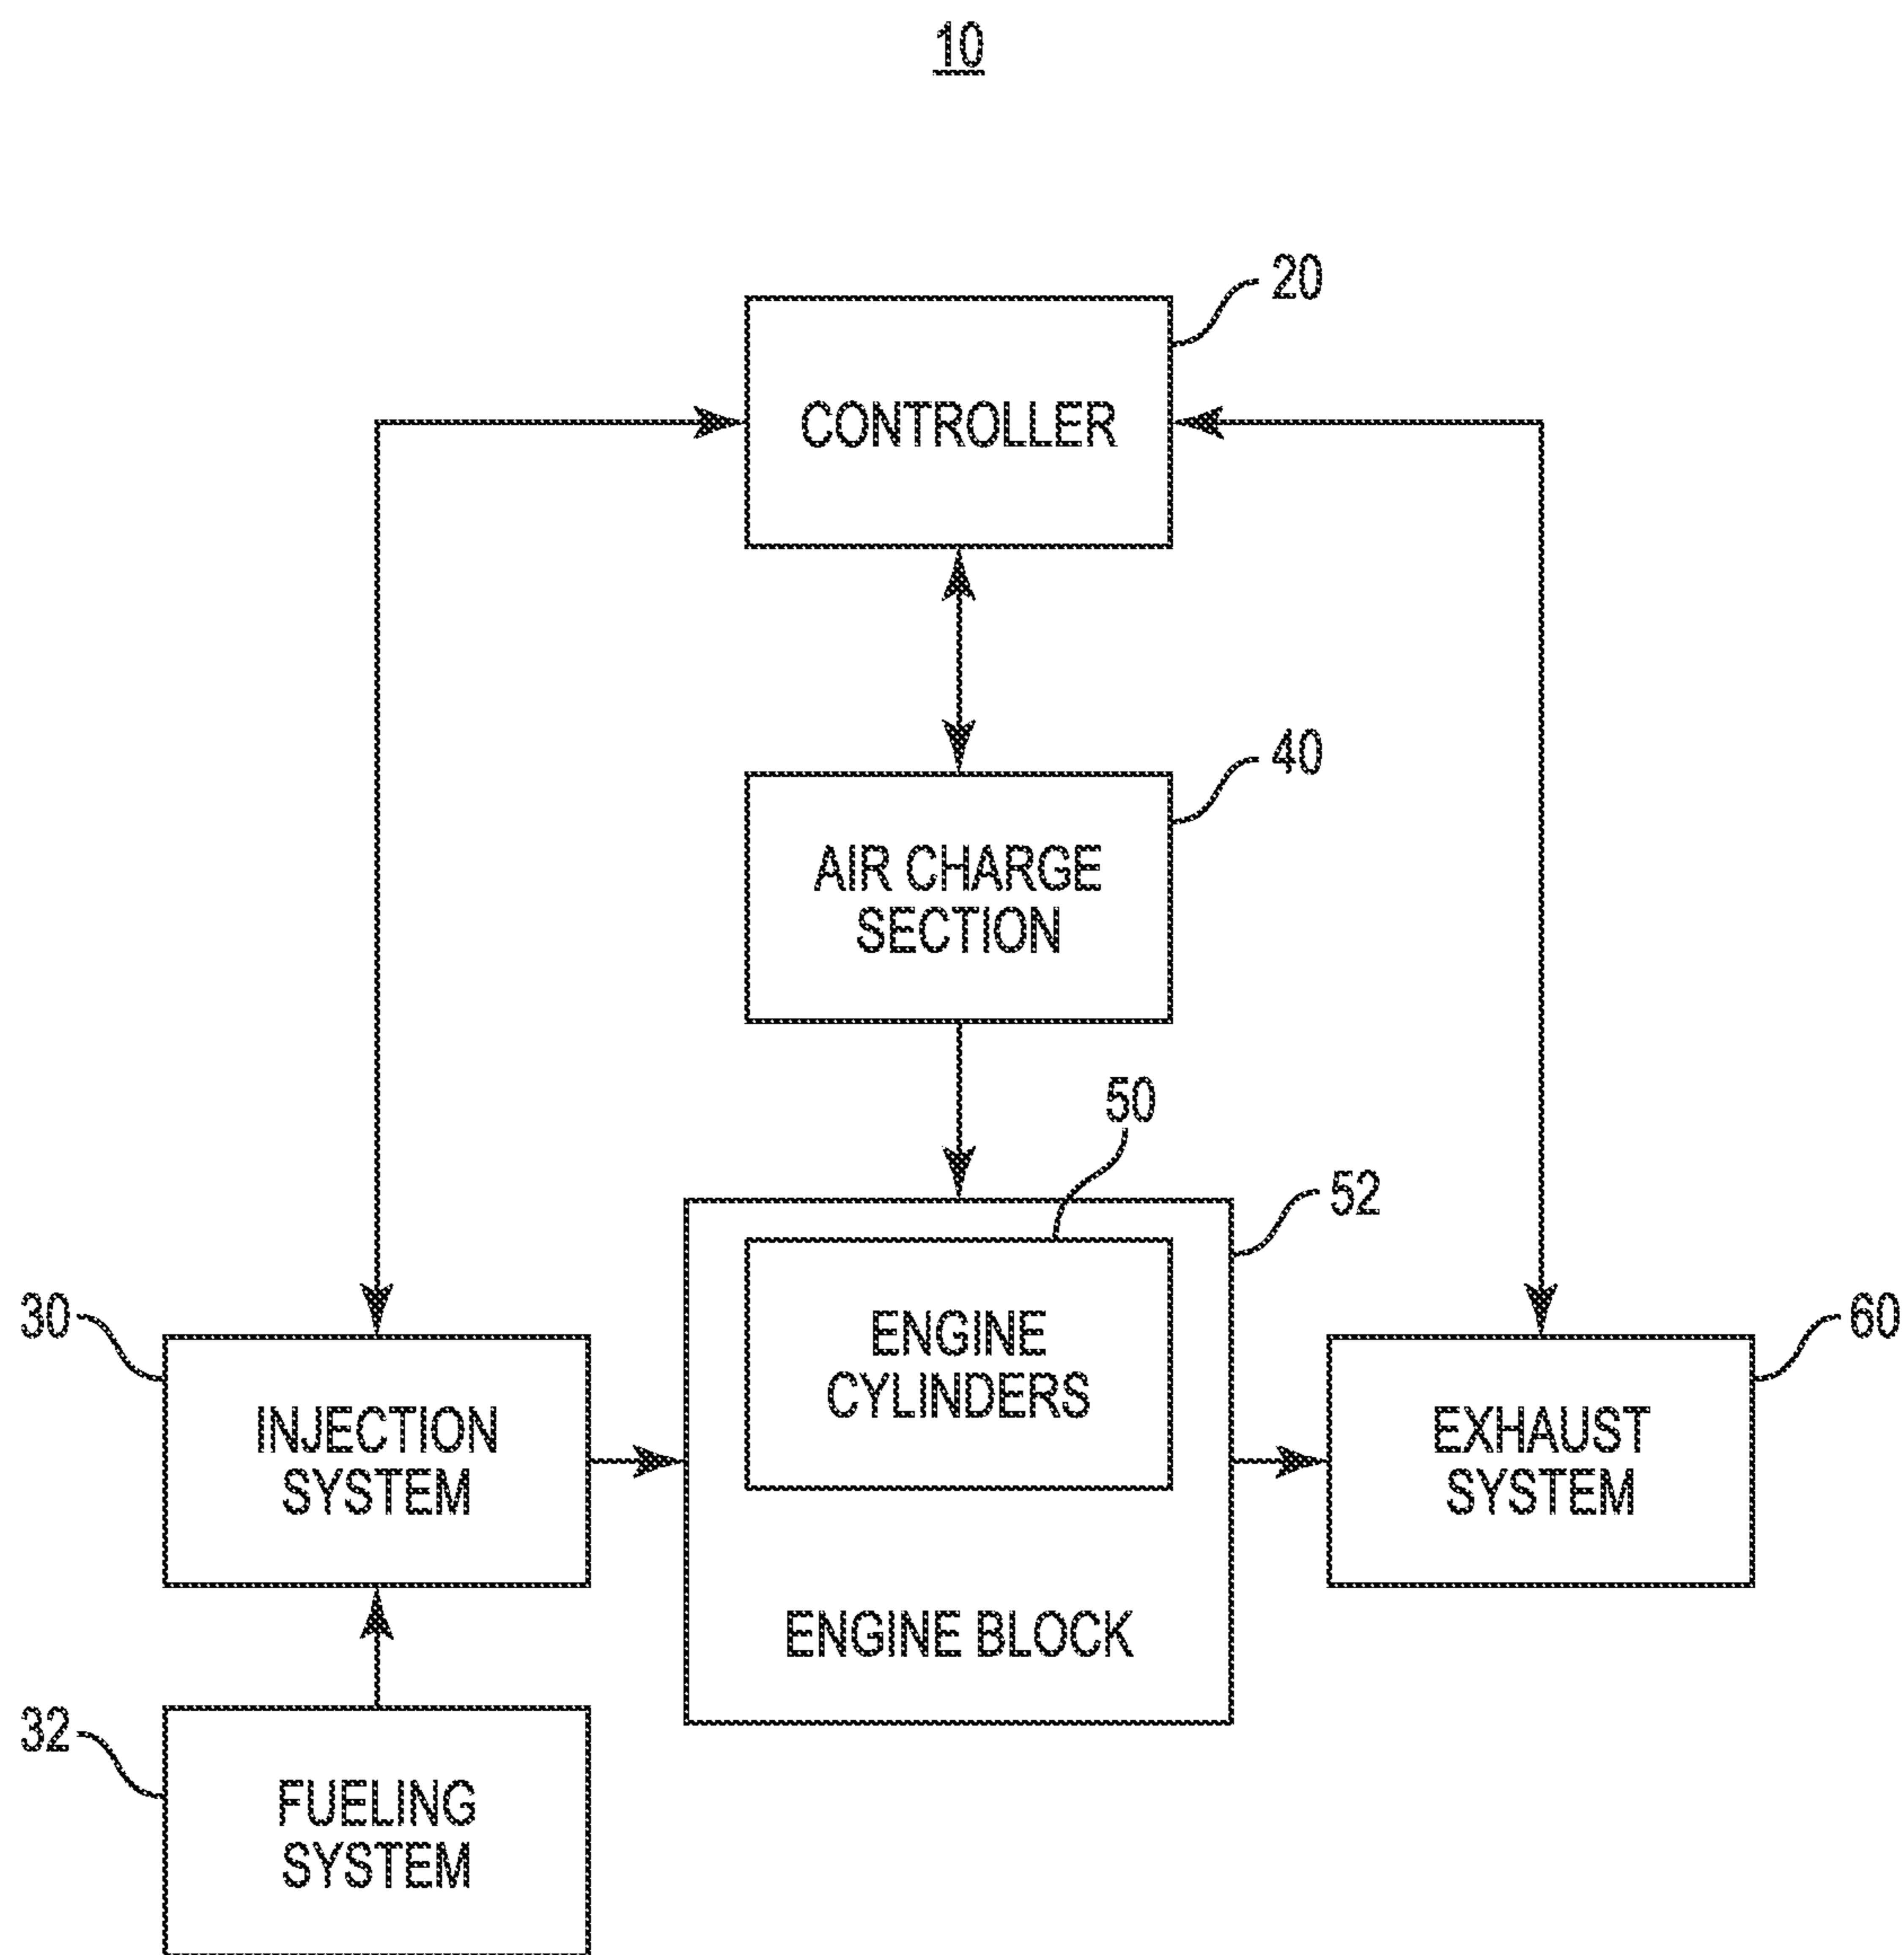 10
20
CONTROLLER
40
AIR CHARGE
SECTION
50
52
30
ENGINE
CYLINDERS
60
INJECTION
SYSTEM
EXHAUST
SYSTEM
ENGINE BLOCK
32
FUELING
SYSTEM